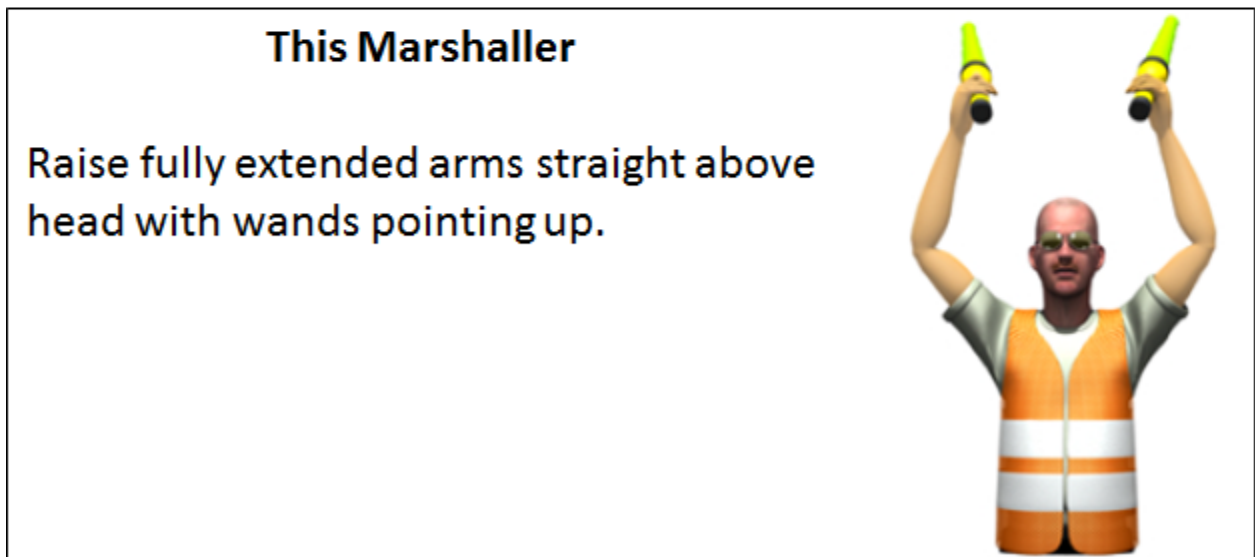 This Marshaller
Raise fully extended arms straight above
head with wands pointing up.